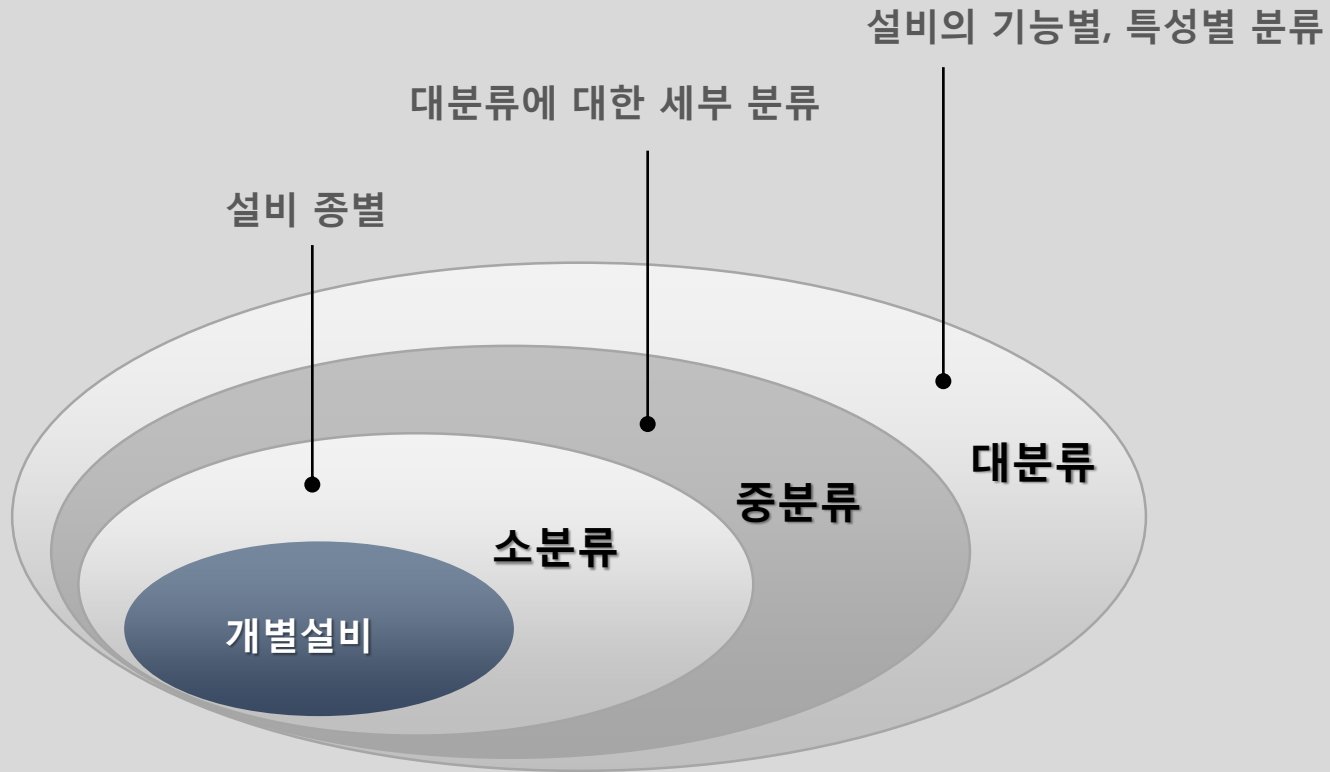 설비의 기능별, 특성별 분류
대분류에 대한 세부 분류
설비 종별
대분류
중분류
소분류
개별설비